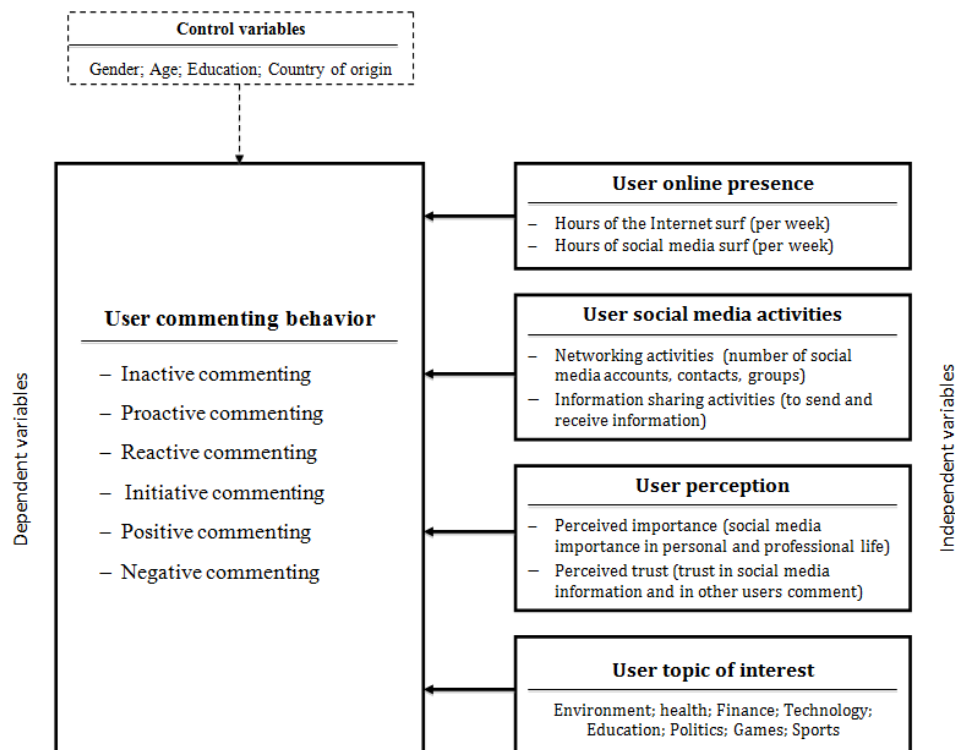 Control variables
Gender; Age; Education; Country of origin
Dependent variables
User commenting behavior
– Inactive commenting
– Proactive commenting
– Reactive commenting
– Initiative commenting
– Positive commenting
– Negative commenting
User online presence
– Hours of the Internet surf (per week)
– Hours of social media surf (per week)
User social media activities
– Networking activities (number of social
media accounts, contacts, groups)
– Information sharing activities (to send and
receive information)
User perception
– Perceived importance (social media
importance in personal and professional life)
– Perceived trust (trust in social media
information and in other users comment)
User topic of interest
Environment; health; Finance; Technology;
Education; Politics; Games; Sports
Independent variables